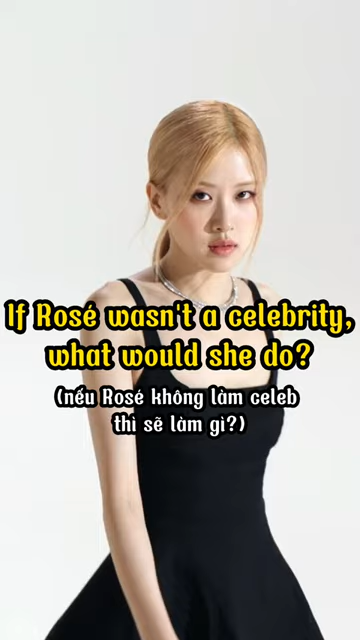 If Rosé wasn't a celebrity,
what would she do?
(nếu Rosé không làm celeb
thì sẽ làm gì?)